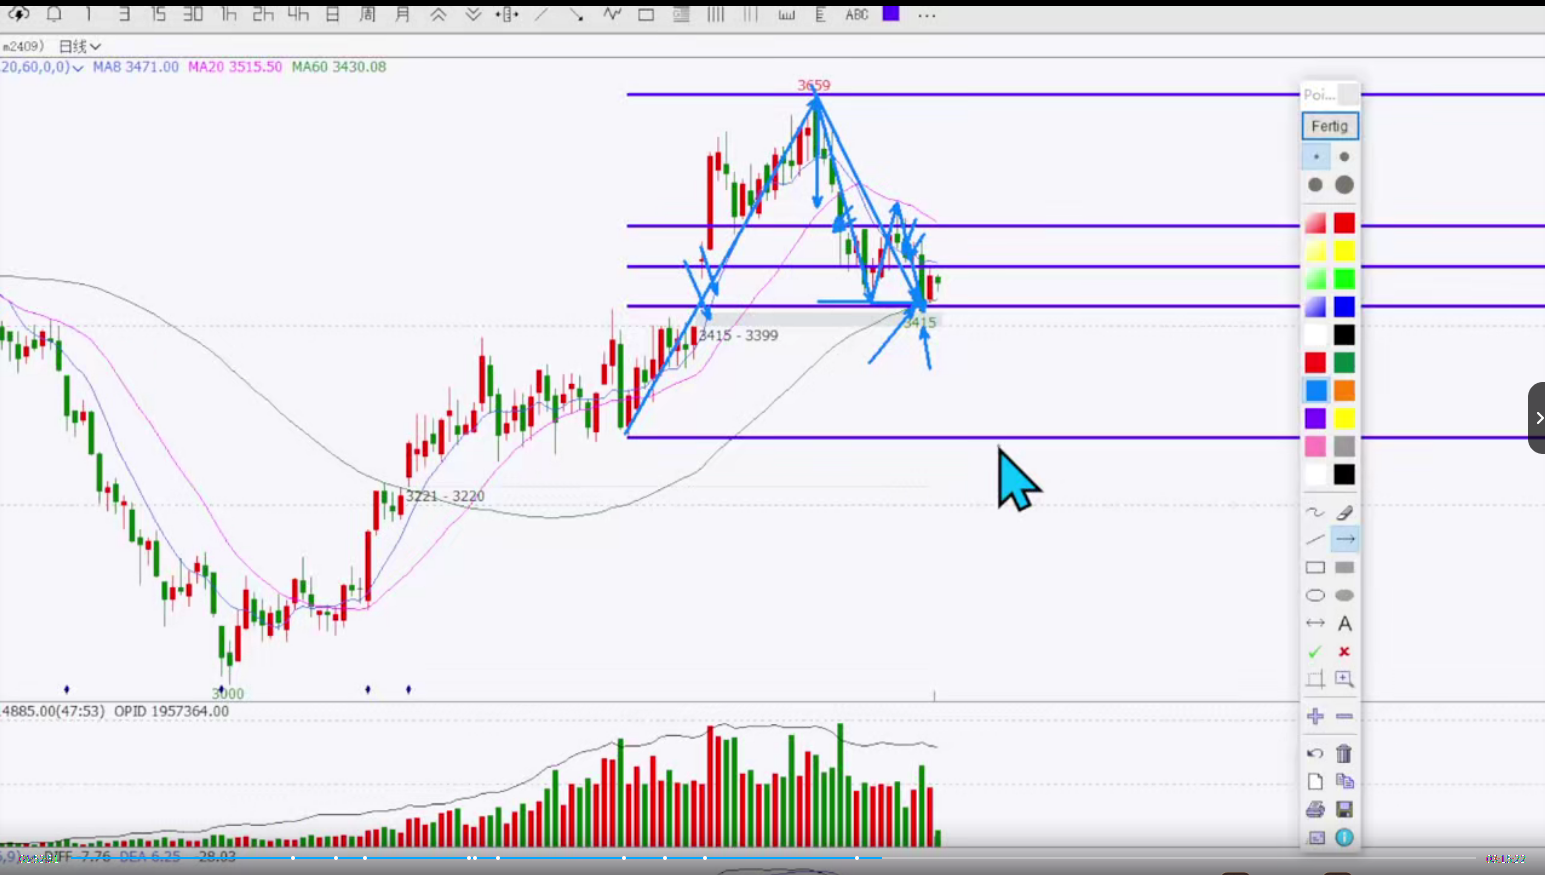 1 3 15 30 1h 2h 4h 日 周 月 ABC ...
m2409) 日线
20,60,0,0) MA8 3471.00 MA20 3515.50 MA60 3430.08
3659
Poi...
Fertig
3415
3415 - 3399
3221 - 3220
3000
A
14885.00(47:53) OPID 1957364.00
,9) DIFF -7.76 DEA 6.25 -28.03